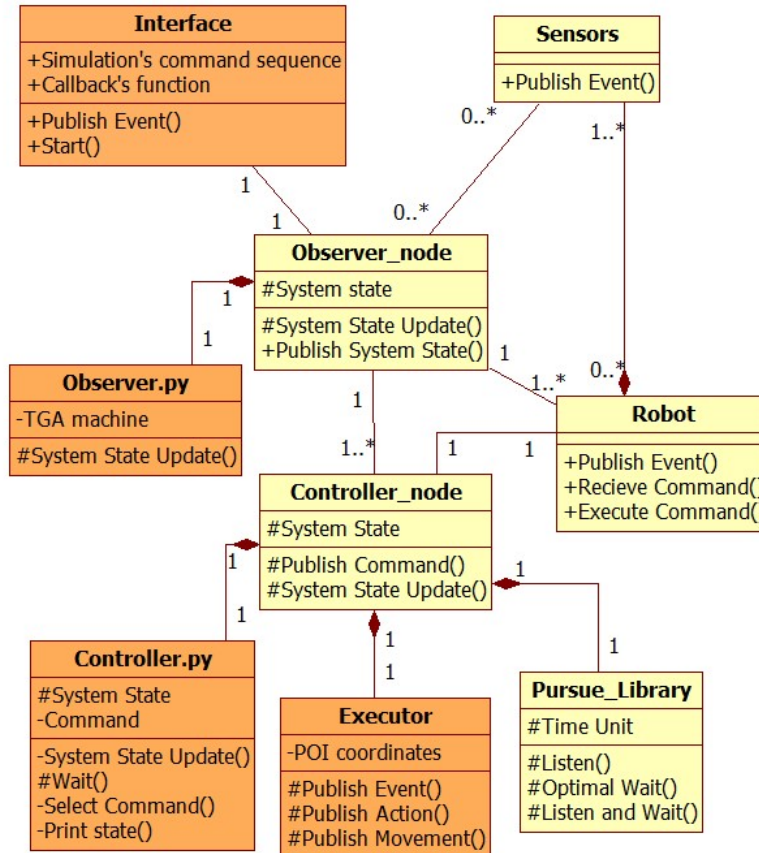 Interface
+Simulation's command sequence
+Callback's function
+Publish Event()
+Start()
Sensors
+Publish Event()
0..*
1..*
1
1
0..*
Observer_node
#System state
#System State Update()
+Publish System State()
1
1
Observer.py
-TGA machine
#System State Update()
1
1..*
0..*
Robot
+Publish Event()
+Recieve Command()
+Execute Command()
1
1..*
1
1
Controller_node
#System State
#Publish Command()
#System State Update()
1
1
1
1
1
1
Controller.py
#System State
-Command
-System State Update()
#Wait()
-Select Command()
-Print state()
Executor
-POI coordinates
#Publish Event()
#Publish Action()
#Publish Movement()
Pursue_Library
#Time Unit
#Listen()
#Optimal Wait()
#Listen and Wait()